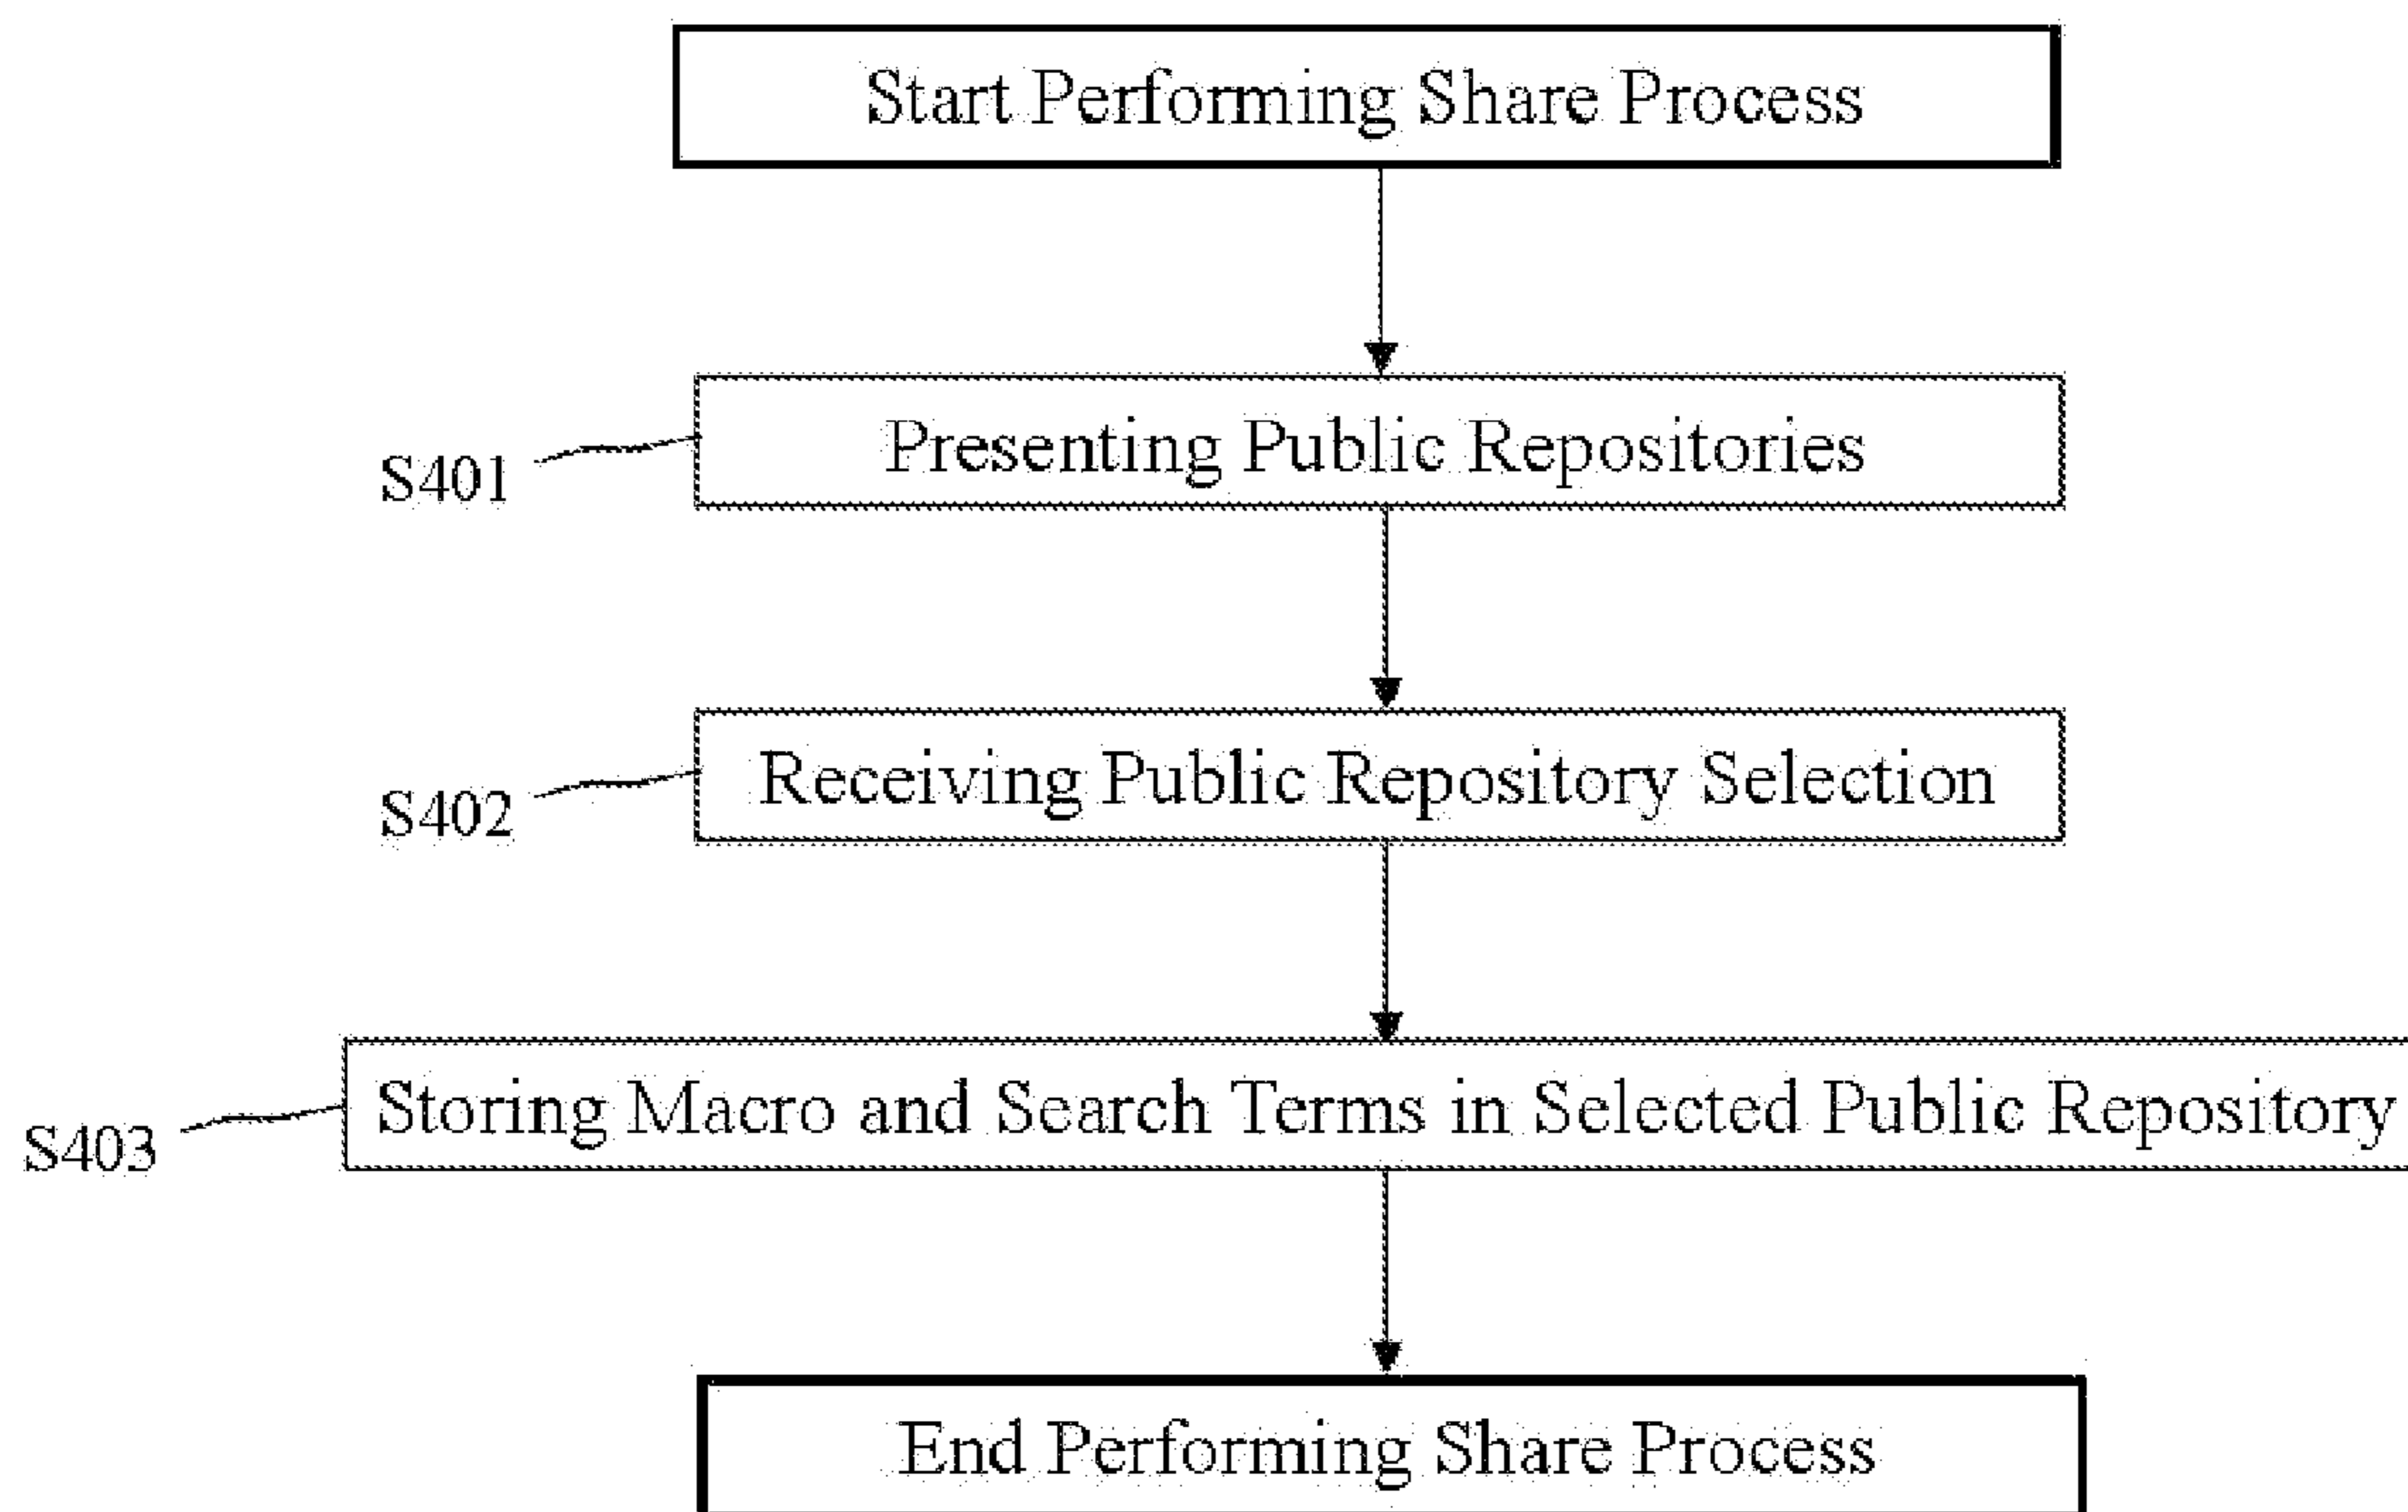 Start Performing Share Process
S401
Presenting Public Repositories
S402
Receiving Public Repository Selection
S403
Storing Macro and Search Terms in Selected Public Repository
End Performing Share Process